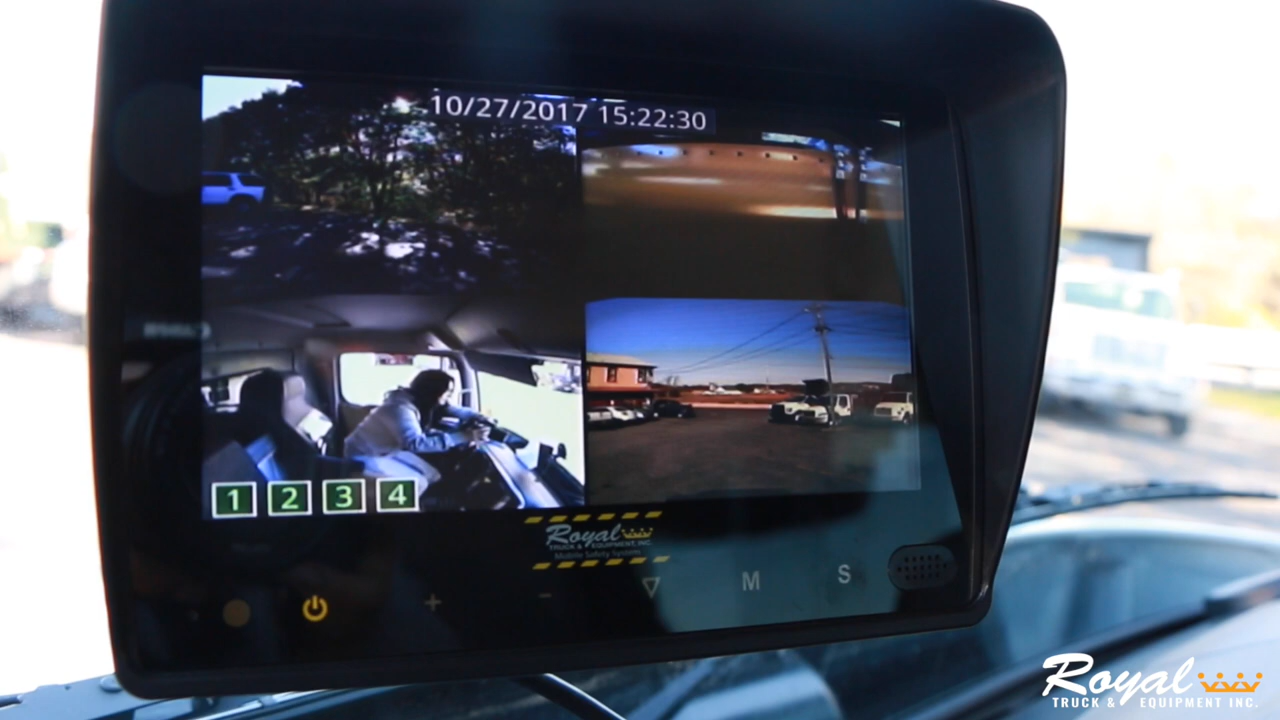 10/27/2017 15:22:30
1 2 3 4
Royal
TRUCK & EQUIPMENT INC.
Mobile Safety System
+ - M S
Royal
TRUCK & EQUIPMENT INC.